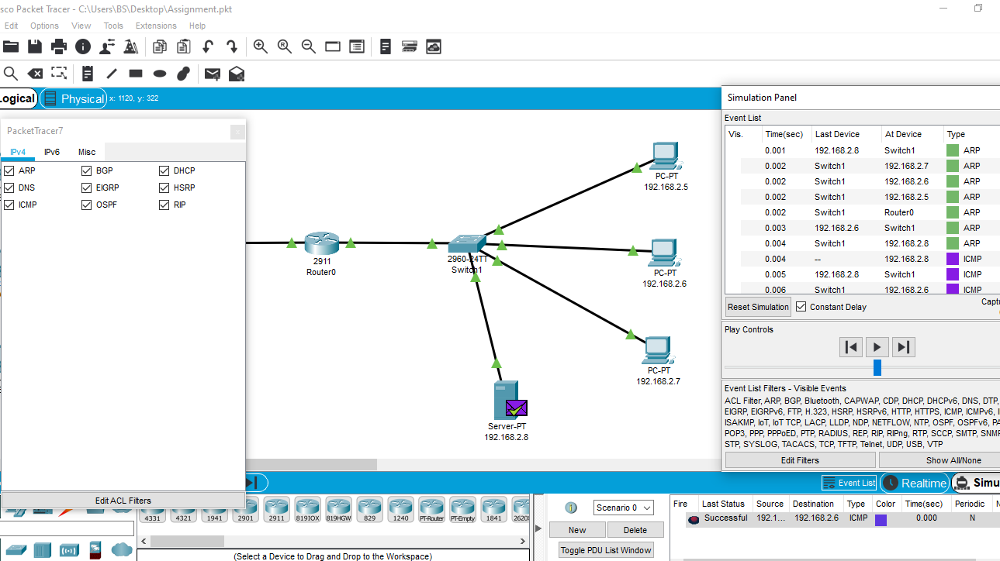 sco Packet Tracer - C:\Users\BS\Desktop\Assignment.pkt
Edit Options View Tools Extensions Help
Logical Physical x: 1120, y: 322
PacketTracer7
IPv4 IPv6 Misc
ARP BGP DHCP
DNS EIGRP HSRP
ICMP OSPF RIP
Edit ACL Filters
2911
Router0
2960-24TT
Switch1
PC-PT
192.168.2.5
PC-PT
192.168.2.6
PC-PT
192.168.2.7
Server-PT
192.168.2.8
Simulation Panel
Event List
Vis. Time(sec) Last Device At Device Type
0.001 192.168.2.8 Switch1 ARP
0.002 Switch1 192.168.2.7 ARP
0.002 Switch1 192.168.2.6 ARP
0.002 Switch1 192.168.2.5 ARP
0.002 Switch1 Router0 ARP
0.003 192.168.2.6 Switch1 ARP
0.004 Switch1 192.168.2.8 ARP
0.004 -- 192.168.2.8 ICMP
0.005 192.168.2.8 Switch1 ICMP
0.006 Switch1 192.168.2.6 ICMP
Reset Simulation Constant Delay Captu
Play Controls
Event List Filters - Visible Events
ACL Filter, ARP, BGP, Bluetooth, CAPWAP, CDP, DHCP, DHCPv6, DNS, DTP,
EIGRP, EIGRPv6, FTP, H.323, HSRP, HSRPv6, HTTP, HTTPS, ICMP, ICMPv6, I
ISAKMP, IoT, IoT TCP, LACP, LLDP, NDP, NETFLOW, NTP, OSPF, OSPFv6, PA
POP3, PPP, PPPoED, PTP, RADIUS, REP, RIP, RIPng, RTP, SCCP, SMTP, SNM
STP, SYSLOG, TACACS, TCP, TFTP, Telnet, UDP, USB, VTP
Edit Filters Show All/None
Event List Realtime Simu
4331 4321 1941 2901 2911 819IOX 819HGW 829 1240 PT-Router PT-Empty 1841 2620X
(Select a Device to Drag and Drop to the Workspace)
Scenario 0
New Delete
Toggle PDU List Window
Fire Last Status Source Destination Type Color Time(sec) Periodic N
Successful 192.1... 192.168.2.6 ICMP 0.000 N